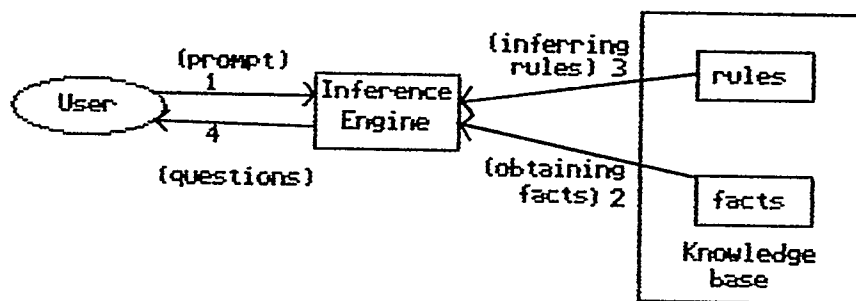 (prompt)
1
User
4
(questions)
Inference
Engine
(inferring
rules) 3
(obtaining
facts) 2
rules
facts
Knowledge
base